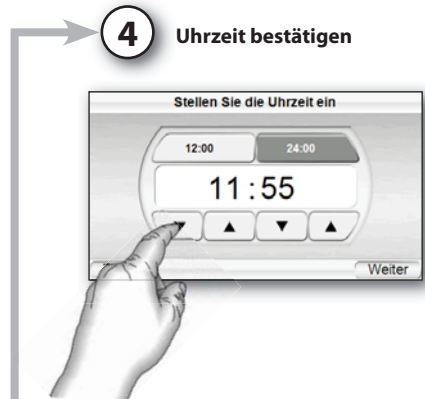 4 Uhrzeit bestätigen
Stellen Sie die Uhrzeit ein
12:00 24:00
11:55
Weiter